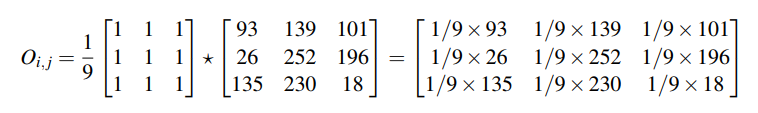 1 1 1 93 139 101 1/9 × 93 1/9 × 139 1/9 × 101
O_{i,j} = 1/9 1 1 1 ⋆ 26 252 196 = 1/9 × 26 1/9 × 252 1/9 × 196
1 1 1 135 230 18 1/9 × 135 1/9 × 230 1/9 × 18